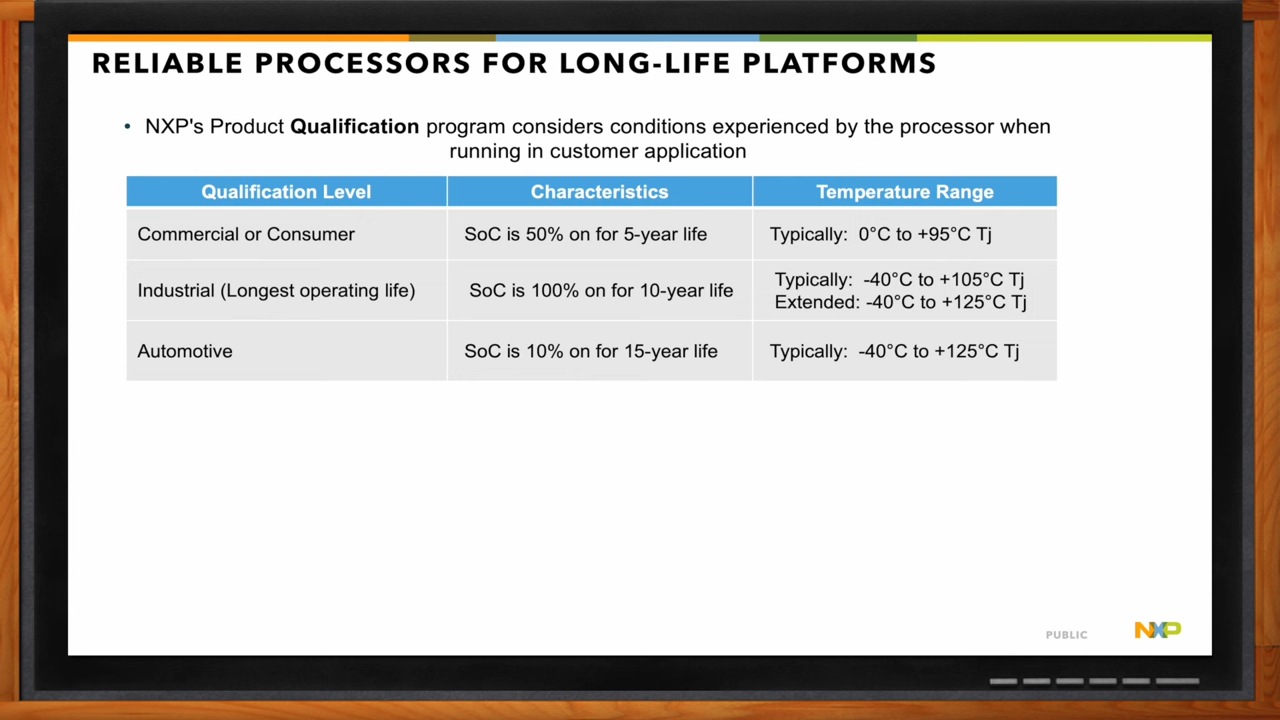 RELIABLE PROCESSORS FOR LONG-LIFE PLATFORMS
• NXP's Product Qualification program considers conditions experienced by the processor when
running in customer application
Qualification Level Characteristics Temperature Range
Commercial or Consumer SoC is 50% on for 5-year life Typically: 0°C to +95°C Tj
Industrial (Longest operating life) SoC is 100% on for 10-year life Typically: -40°C to +105°C Tj
Extended: -40°C to +125°C Tj
Automotive SoC is 10% on for 15-year life Typically: -40°C to +125°C Tj
PUBLIC
NXP